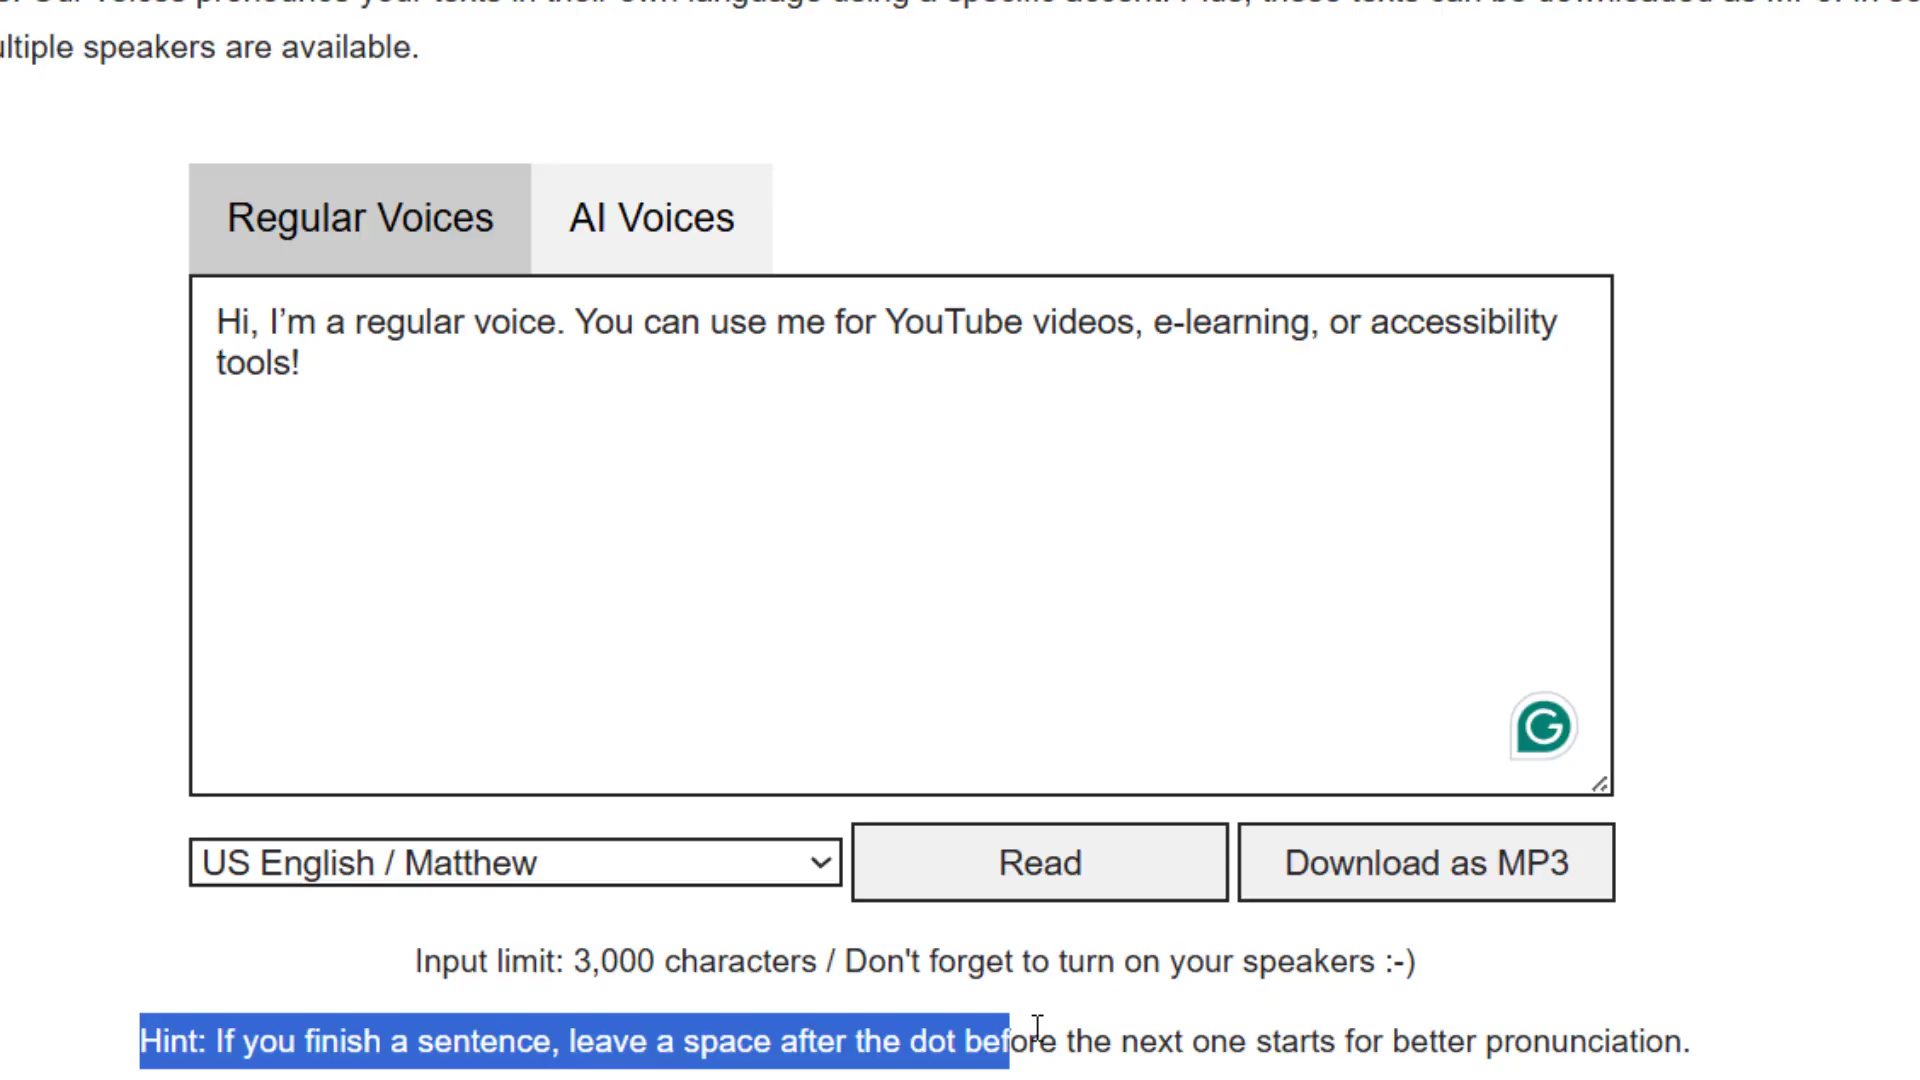 ultiple speakers are available.
Regular Voices
AI Voices
Hi, I’m a regular voice. You can use me for YouTube videos, e-learning, or accessibility
tools!
US English / Matthew
Read
Download as MP3
Input limit: 3,000 characters / Don't forget to turn on your speakers :-)
Hint: If you finish a sentence, leave a space after the dot before the next one starts for better pronunciation.